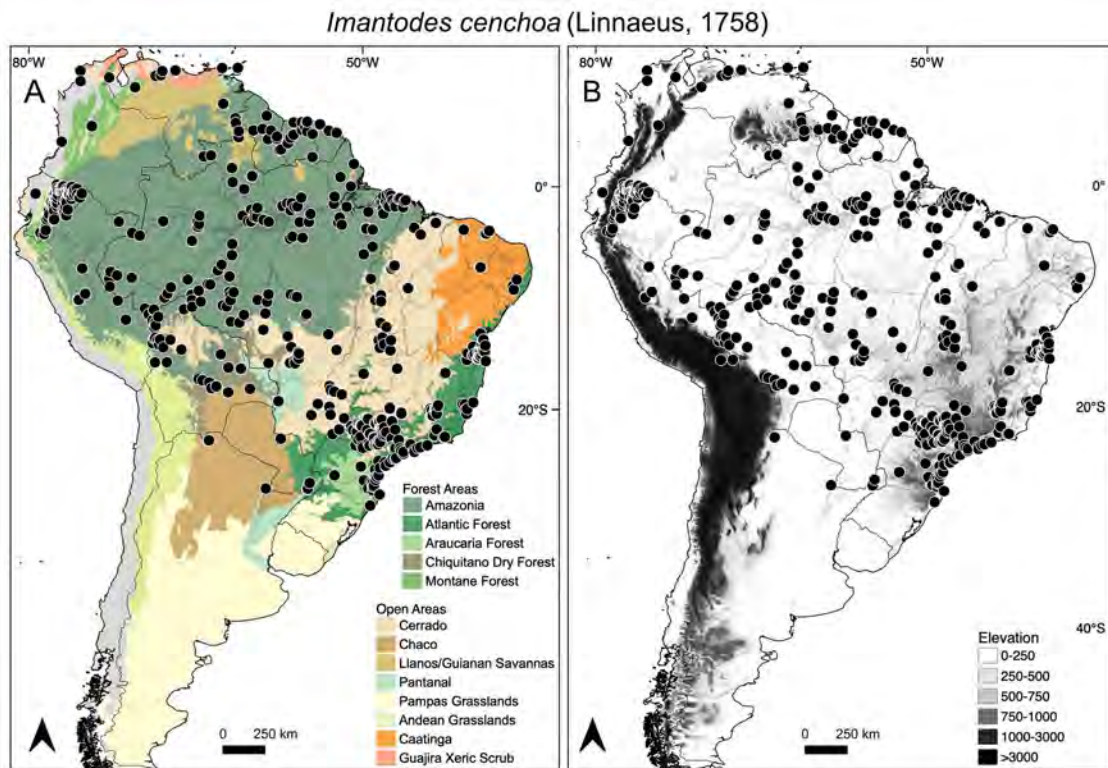 Imantodes cenchoa (Linnaeus, 1758)
80°W
50°W
A
0°
20°S
Forest Areas
Amazonia
Atlantic Forest
Araucaria Forest
Chiquitano Dry Forest
Montane Forest
Open Areas
Cerrado
Chaco
Llanos/Guianan Savannas
Pantanal
Pampas Grasslands
Andean Grasslands
Caatinga
Guajira Xeric Scrub
0 250 km
80°W
50°W
B
0°
20°S
40°S
Elevation
0-250
250-500
500-750
750-1000
1000-3000
>3000
0 250 km